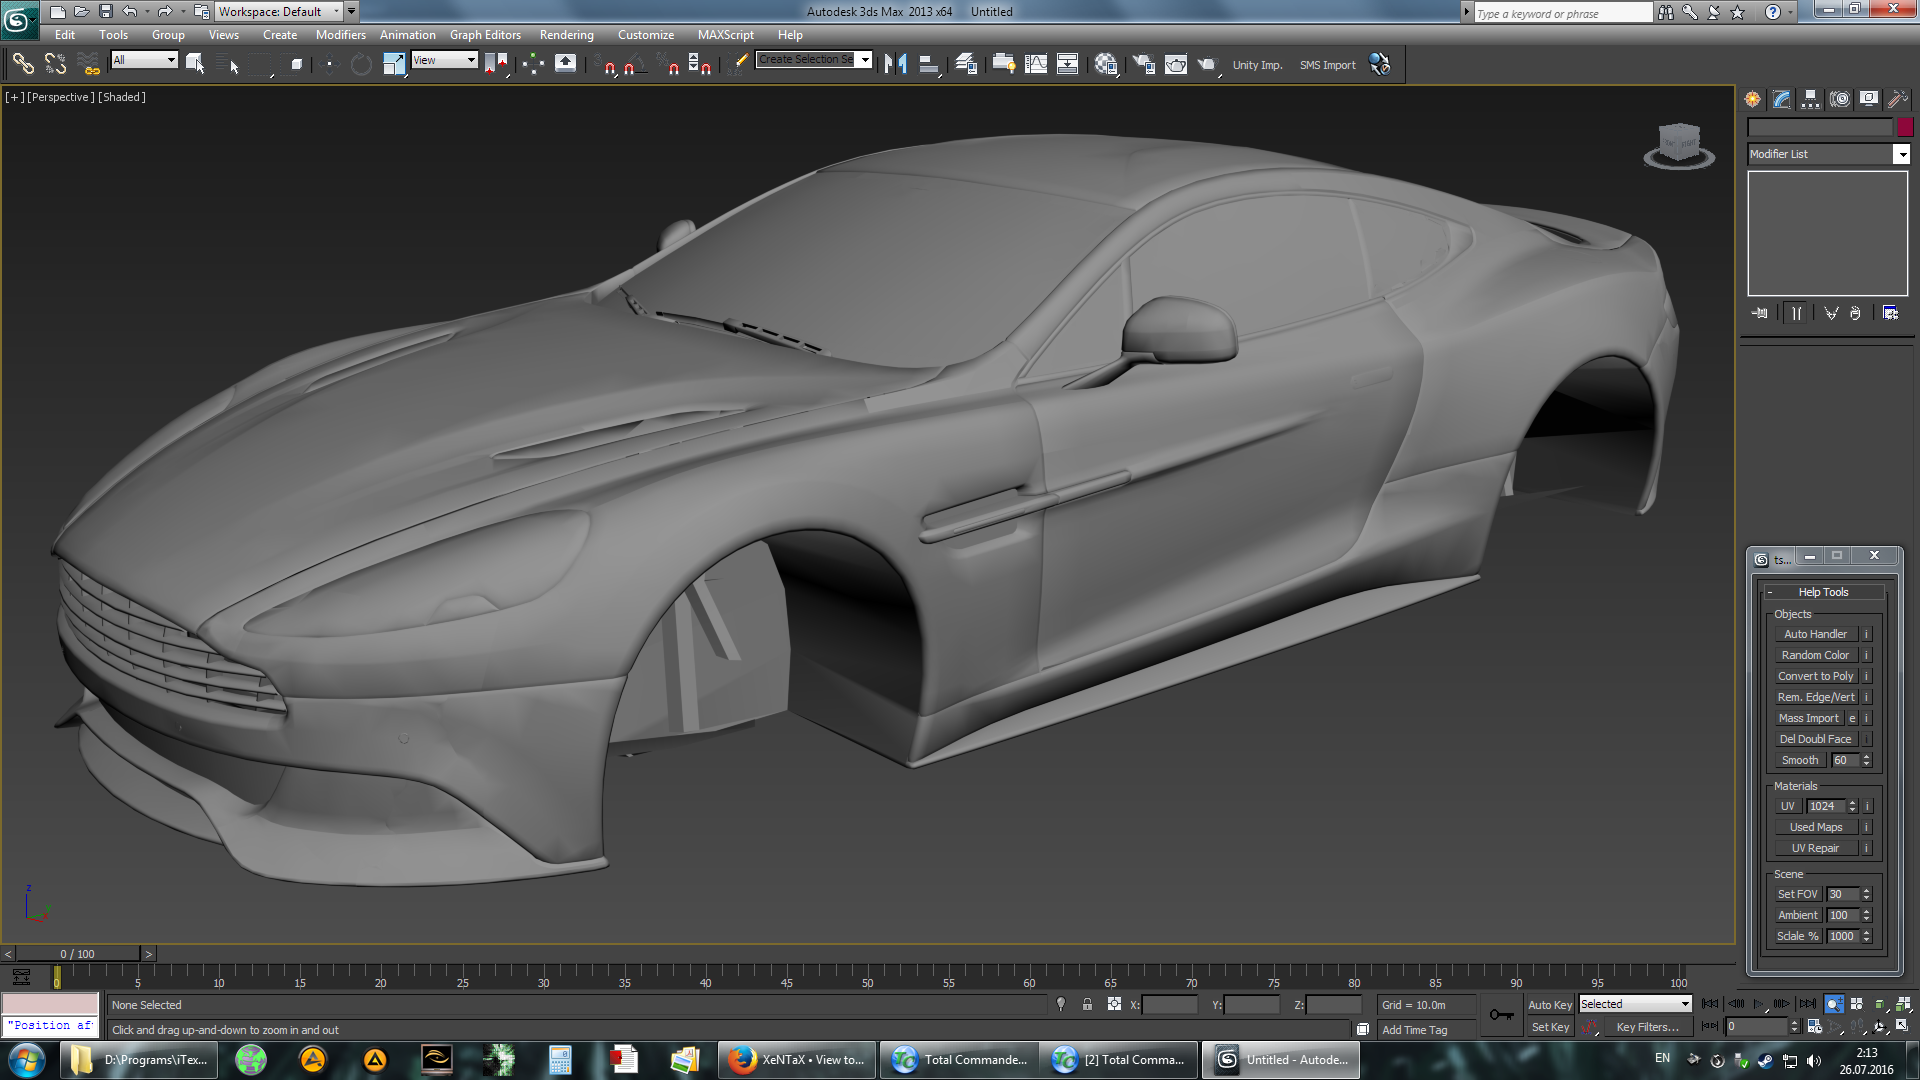 Workspace: Default
Autodesk 3ds Max 2013 x64 Untitled
Type a keyword or phrase
Edit Tools Group Views Create Modifiers Animation Graph Editors Rendering Customize MAXScript Help
All
View
Create Selection Se
Unity Imp.
SMS Import
[+] [Perspective] [Shaded]
Modifier List
ts...
- Help Tools
Objects
Auto Handler i
Random Color i
Convert to Poly i
Rem. Edge/Vert i
Mass Import e i
Del Doubl Face i
Smooth 60
Materials
UV 1024 i
Used Maps i
UV Repair i
Scene
Set FOV 30
Ambient 100
Sclale % 1000
z
y
x
< 0 / 100 >
0 5 10 15 20 25 30 35 40 45 50 55 60 65 70 75 80 85 90 95 100
None Selected
X: Y: Z:
Grid = 10.0m
Auto Key
Selected
"Position af
Click and drag up-and-down to zoom in and out
Add Time Tag
Set Key
Key Filters...
0
D:\Programs\iTex...
XeNTaX • View to...
Total Commande...
[2] Total Comma...
Untitled - Autode...
EN
2:13
26.07.2016